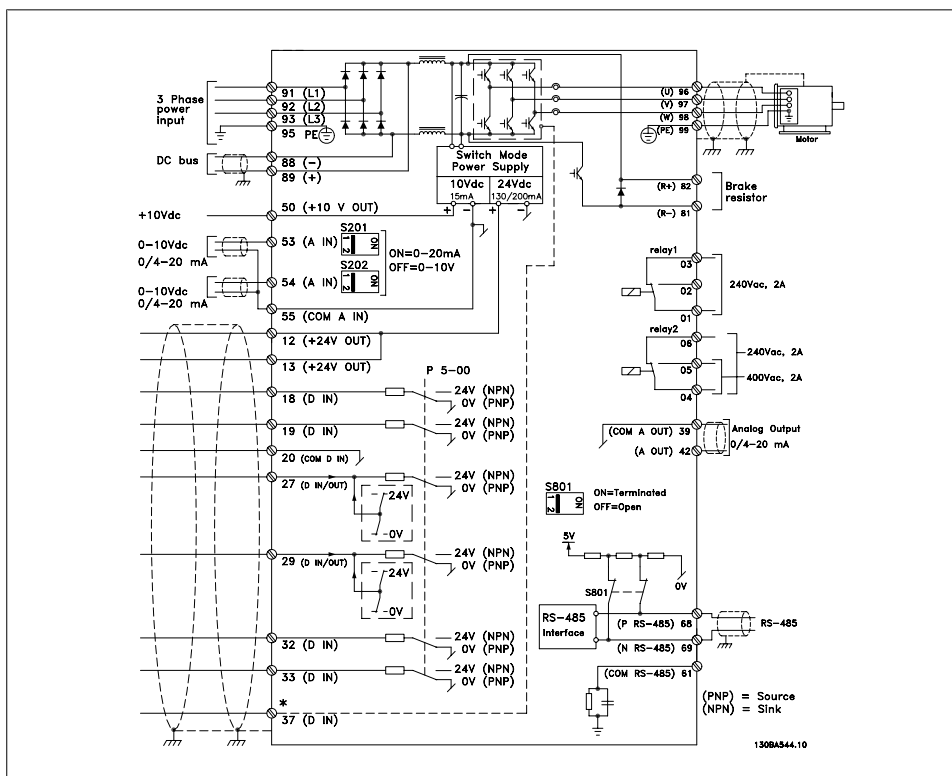 3 Phase
power
input
91 (L1)
92 (L2)
93 (L3)
95 PE
DC bus
88 (-)
89 (+)
+10Vdc
50 (+10 V OUT)
0-10Vdc
0/4-20 mA
53 (A IN)
S201
1 2
ON
ON=0-20mA
OFF=0-10V
0-10Vdc
0/4-20 mA
54 (A IN)
S202
1 2
ON
55 (COM A IN)
12 (+24V OUT)
13 (+24V OUT)
P 5-00
18 (D IN)
24V (NPN)
0V (PNP)
19 (D IN)
24V (NPN)
0V (PNP)
20 (COM D IN)
27 (D IN/OUT)
24V (NPN)
0V (PNP)
24V
0V
29 (D IN/OUT)
24V (NPN)
0V (PNP)
24V
0V
32 (D IN)
24V (NPN)
0V (PNP)
33 (D IN)
24V (NPN)
0V (PNP)
*
37 (D IN)
Switch Mode
Power Supply
10Vdc
15mA
24Vdc
130/200mA
+ - + -
(U) 96
(V) 97
(W) 98
(PE) 99
Motor
(R+) 82
(R-) 81
Brake
resistor
relay1
03
02
01
240Vac, 2A
relay2
06
05
04
240Vac, 2A
400Vac, 2A
(COM A OUT) 39
(A OUT) 42
Analog Output
0/4-20 mA
S801
1 2
ON
ON=Terminated
OFF=Open
5V
0V
S801
RS-485
Interface
(P RS-485) 68
(N RS-485) 69
RS-485
(COM RS-485) 61
(PNP) = Source
(NPN) = Sink
130BA544.10